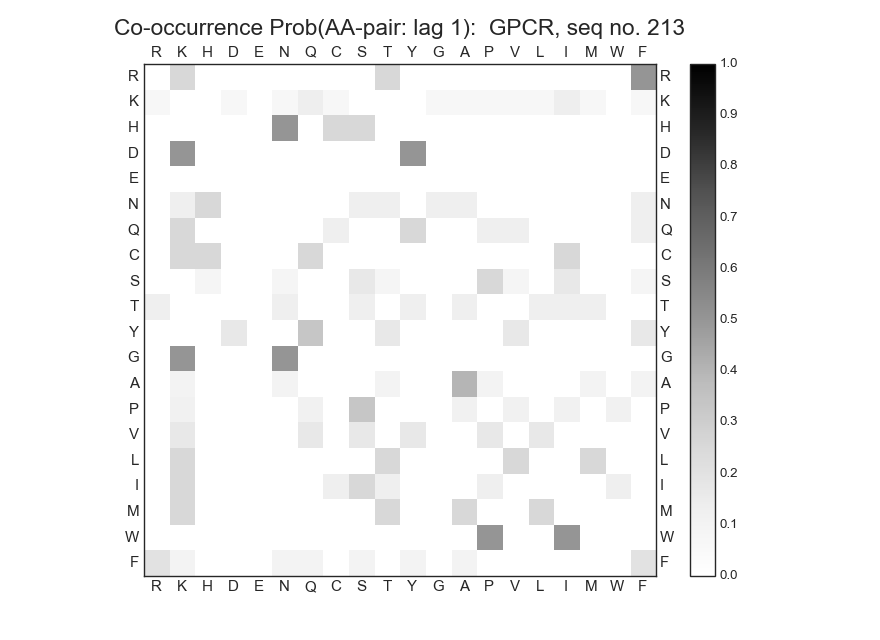 Co-occurrence Prob(AA-pair: lag 1):  GPCR, seq no. 213
R K H D E N Q C S T Y G A P V L I M W F
R R 1.0
K K 0.9
H H
D D 0.8
E E
N N 0.7
Q Q
C C 0.6
S S
T T 0.5
Y Y
G G 0.4
A A
P P 0.3
V V
L L 0.2
I I
M M 0.1
W W
F F 0.0
R K H D E N Q C S T Y G A P V L I M W F